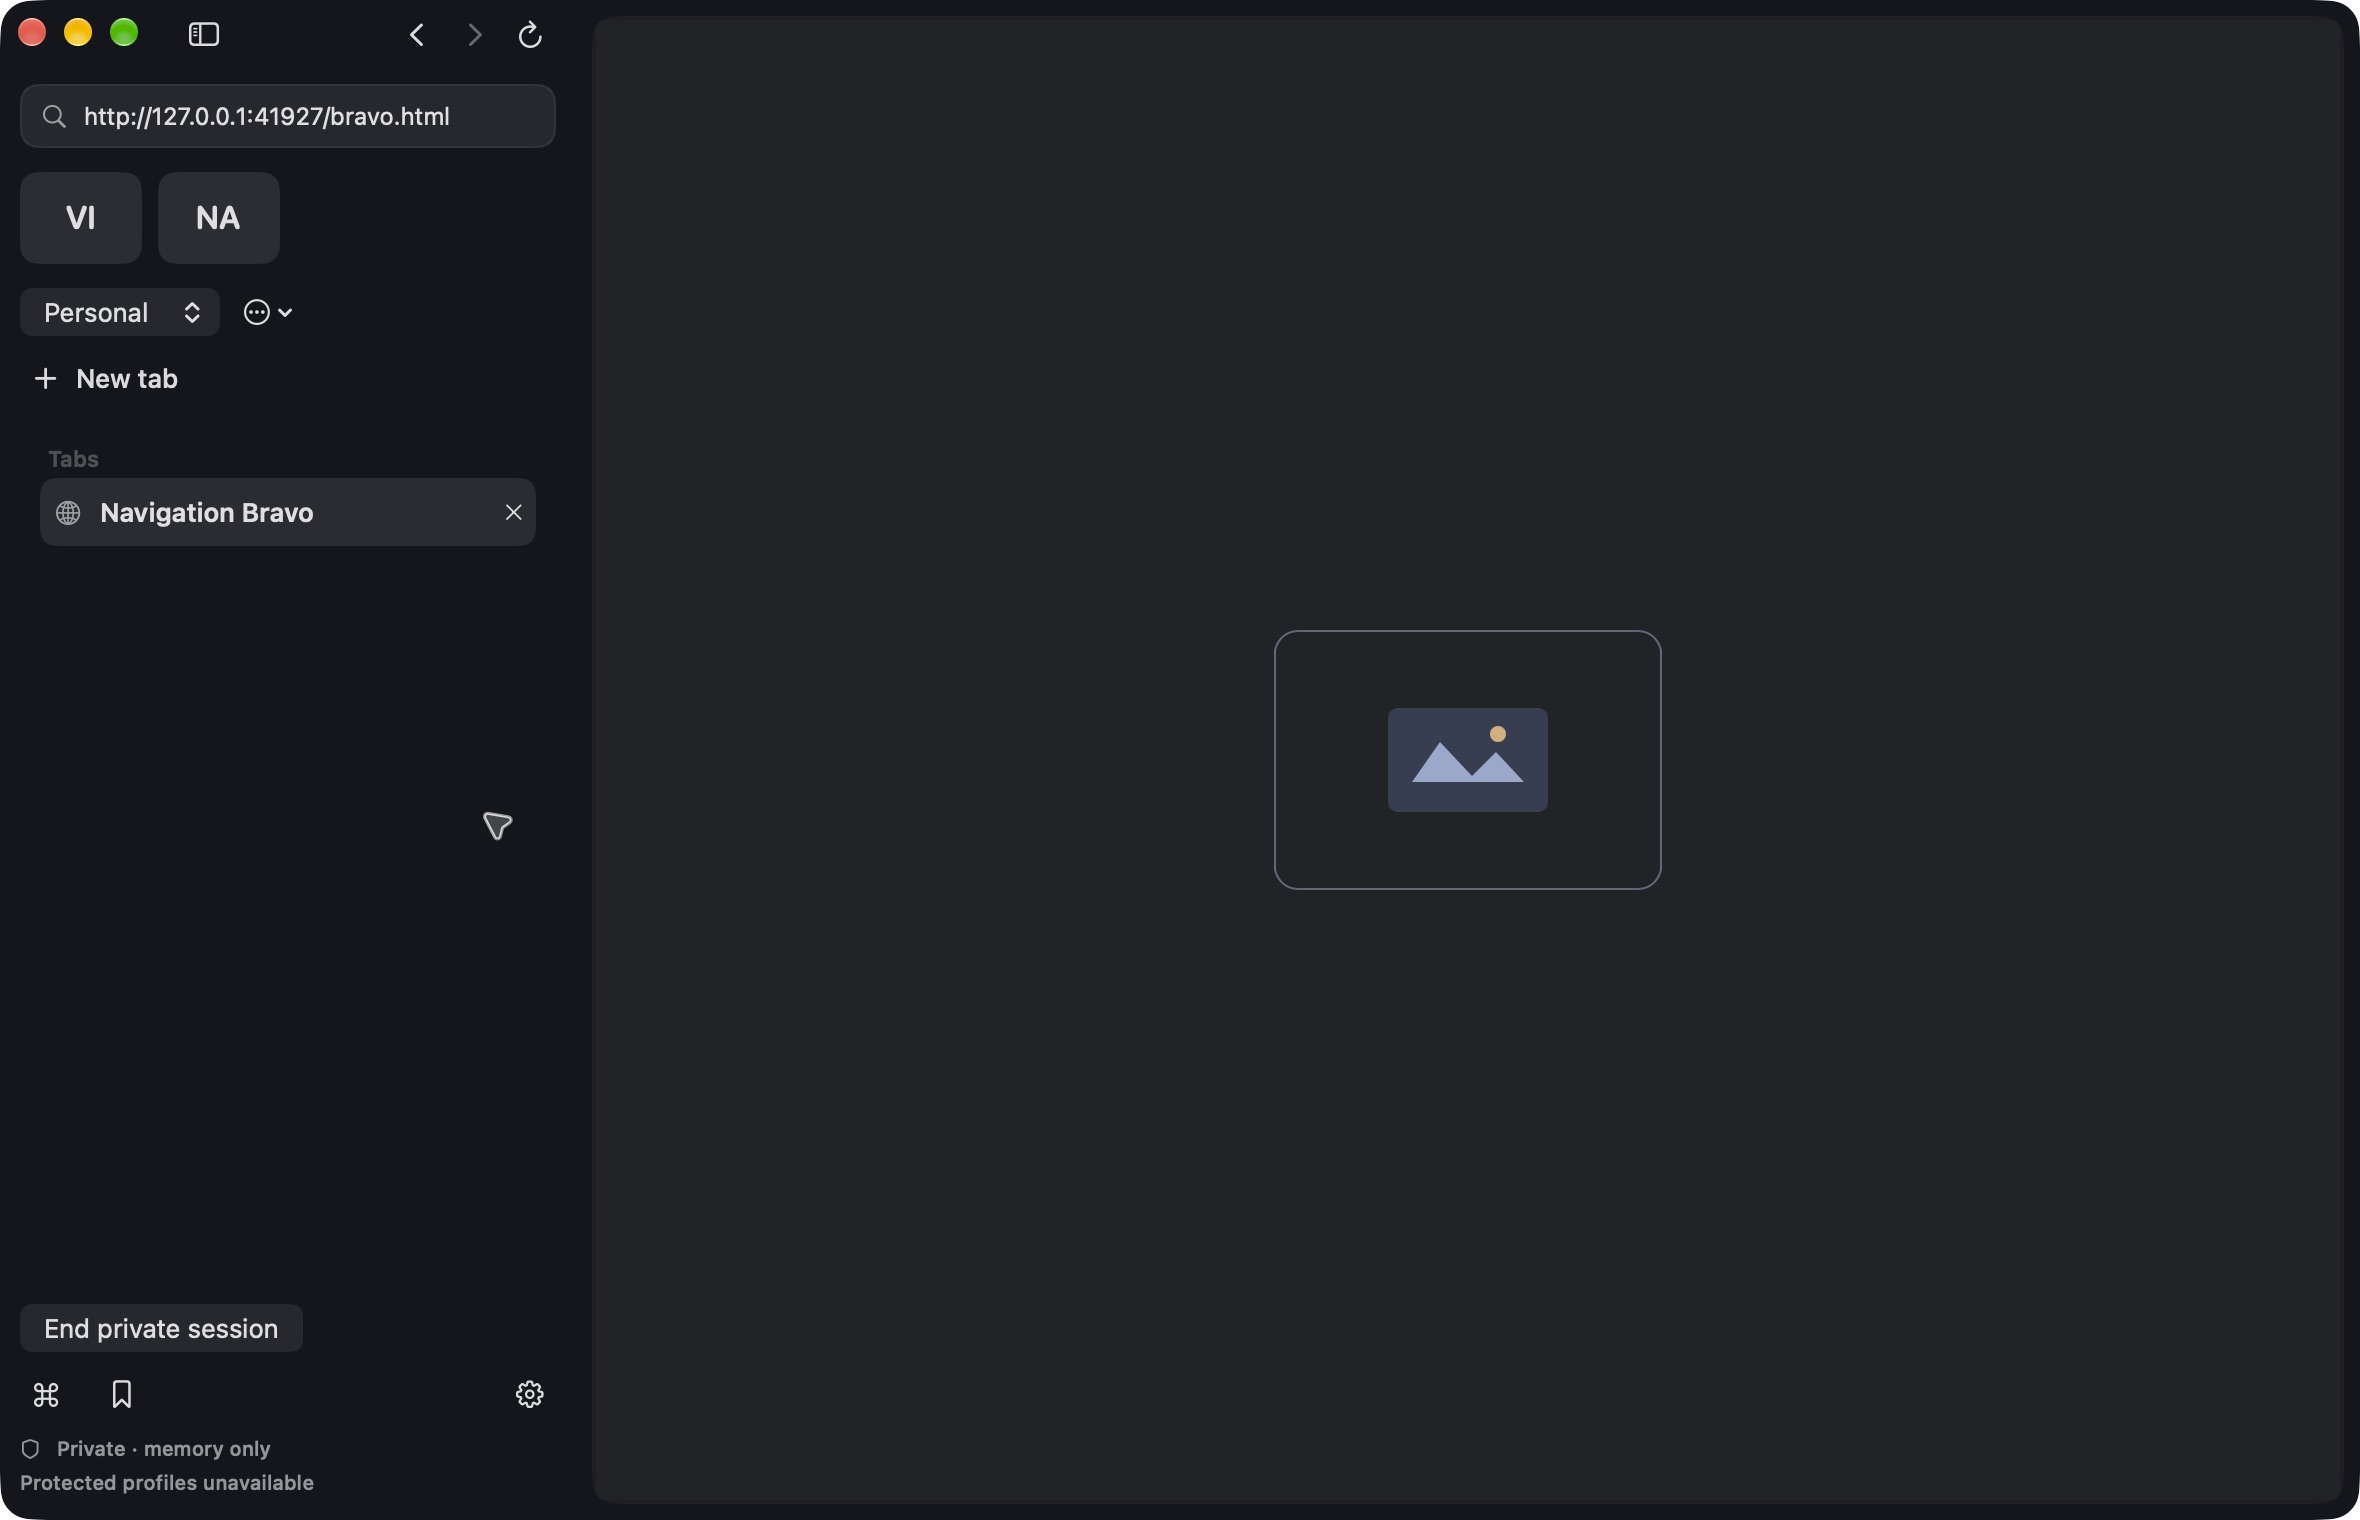 http://127.0.0.1:41927/bravo.html
VI
NA
Personal
New tab
Tabs
Navigation Bravo
End private session
Private · memory only
Protected profiles unavailable